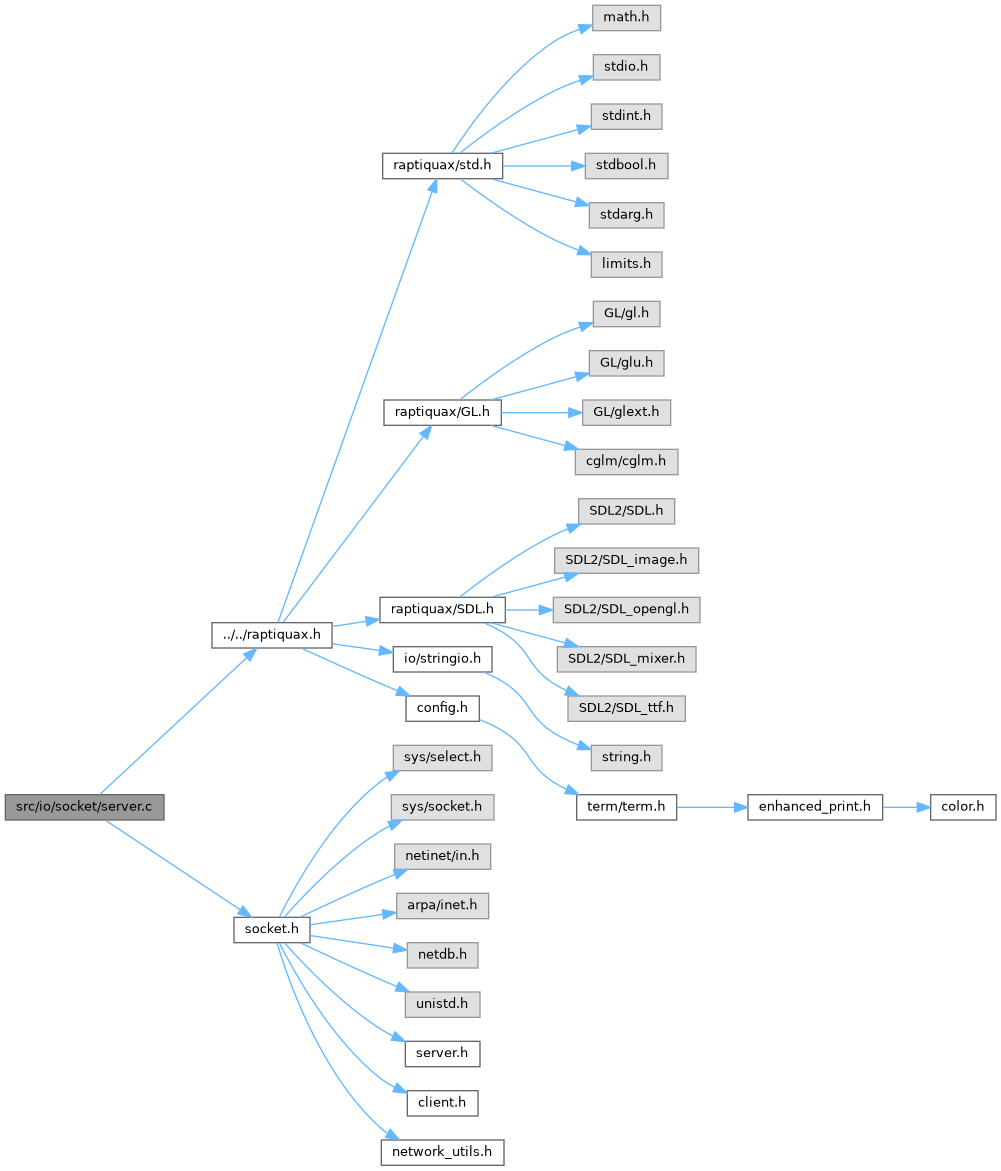 math.h
stdio.h
stdint.h
raptiquax/std.h
stdbool.h
stdarg.h
limits.h
GL/gl.h
GL/glu.h
raptiquax/GL.h
GL/glext.h
cglm/cglm.h
SDL2/SDL.h
SDL2/SDL_image.h
raptiquax/SDL.h
SDL2/SDL_opengl.h
../../raptiquax.h
io/stringio.h
SDL2/SDL_mixer.h
config.h
SDL2/SDL_ttf.h
sys/select.h
string.h
src/io/socket/server.c
sys/socket.h
term/term.h
enhanced_print.h
color.h
netinet/in.h
arpa/inet.h
socket.h
netdb.h
unistd.h
server.h
client.h
network_utils.h